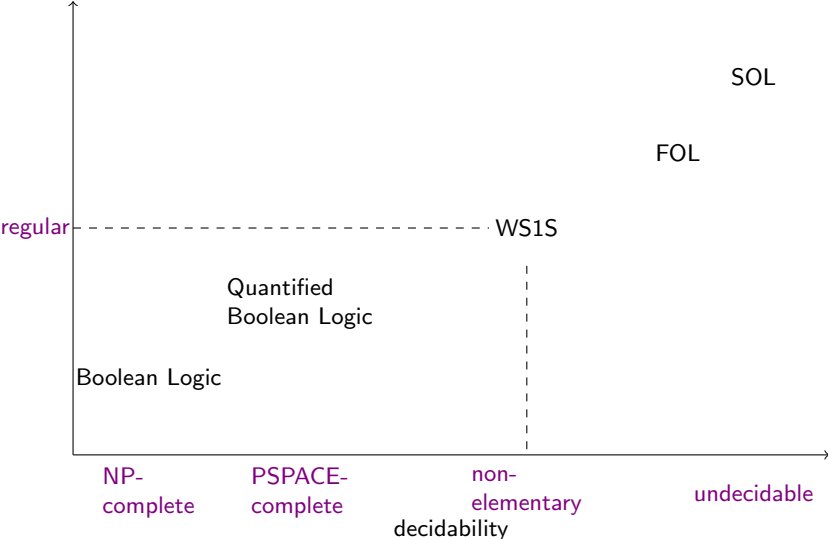 SOL
FOL
regular
WS1S
Quantified
Boolean Logic
Boolean Logic
NP-
complete
PSPACE-
complete
non-
elementary
undecidable
decidability